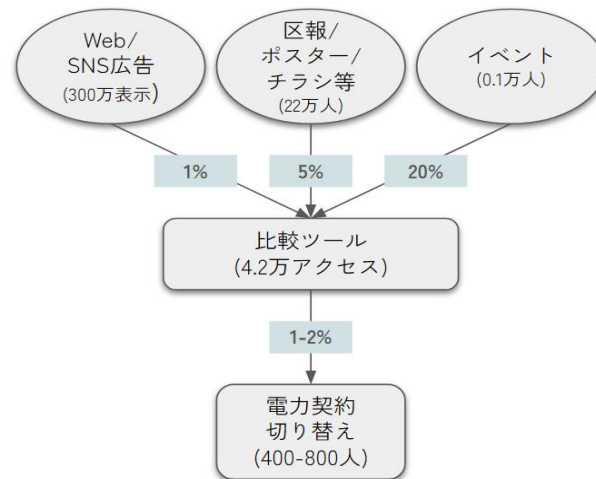 Web/
SNS広告
(300万表示)
区報/
ポスター/
チラシ等
(22万人)
イベント
(0.1万人)
1%
5%
20%
比較ツール
(4.2万アクセス)
1-2%
電力契約
切り替え
(400-800人)